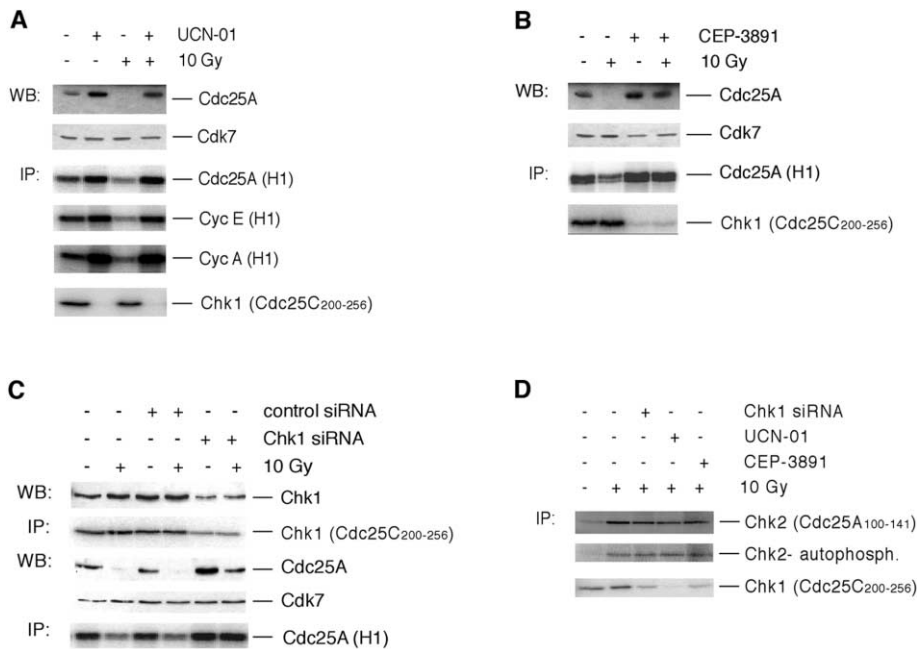 A
- + - + UCN-01
- - + + 10 Gy
WB: Cdc25A
Cdk7
IP: Cdc25A (H1)
Cyc E (H1)
Cyc A (H1)
Chk1 (Cdc25C200-256)
B
- - + + CEP-3891
- + - + 10 Gy
WB: Cdc25A
Cdk7
IP: Cdc25A (H1)
Chk1 (Cdc25C200-256)
C
- - + + - - control siRNA
- - - - + + Chk1 siRNA
- + - + - + 10 Gy
WB: Chk1
IP: Chk1 (Cdc25C200-256)
WB: Cdc25A
Cdk7
IP: Cdc25A (H1)
D
- - + - - Chk1 siRNA
- - - + - UCN-01
- - - - + CEP-3891
- + + + + 10 Gy
IP: Chk2 (Cdc25A100-141)
Chk2- autophosph.
Chk1 (Cdc25C200-256)